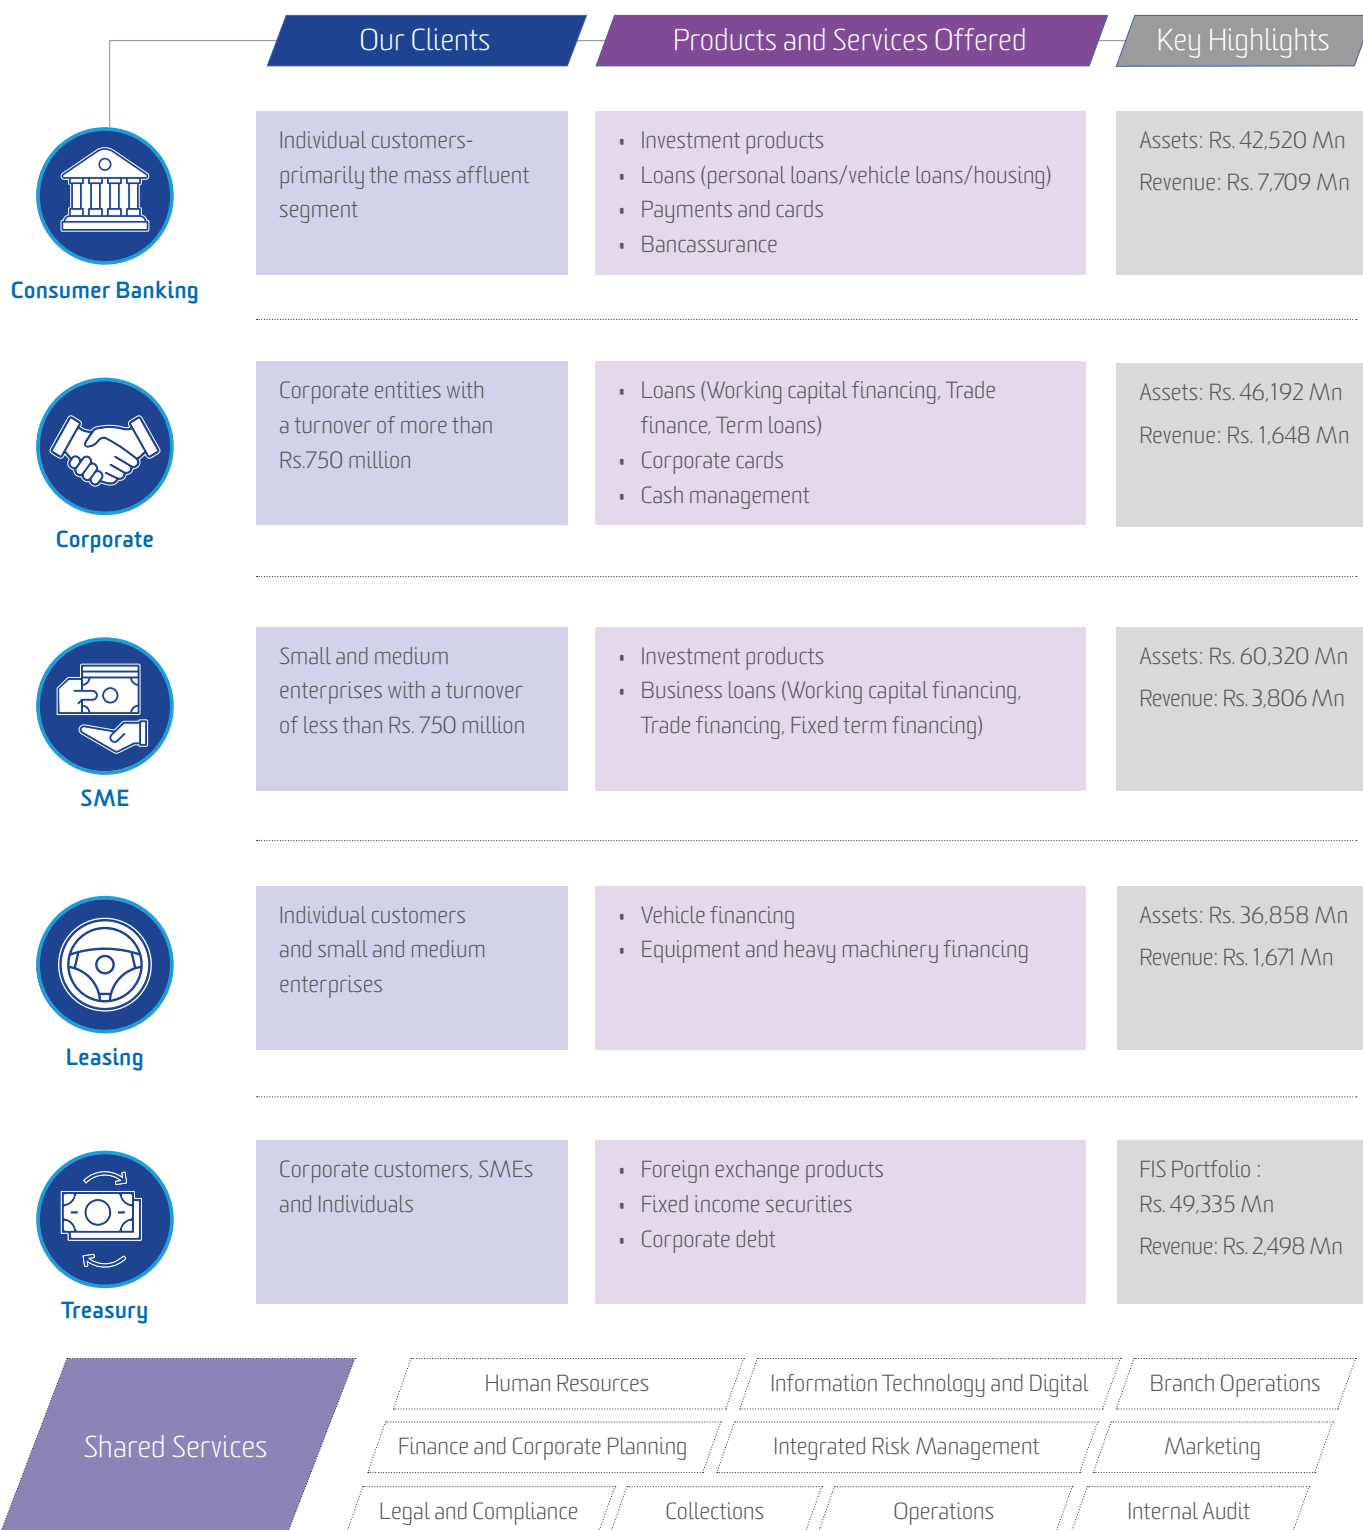 Our Clients
Products and Services Offered
Key Highlights
Consumer Banking
Individual customers-
primarily the mass affluent
segment
• Investment products
• Loans (personal loans/vehicle loans/housing)
• Payments and cards
• Bancassurance
Assets: Rs. 42,520 Mn
Revenue: Rs. 7,709 Mn
Corporate
Corporate entities with
a turnover of more than
Rs.750 million
• Loans (Working capital financing, Trade
finance, Term loans)
• Corporate cards
• Cash management
Assets: Rs. 46,192 Mn
Revenue: Rs. 1,648 Mn
SME
Small and medium
enterprises with a turnover
of less than Rs. 750 million
• Investment products
• Business loans (Working capital financing,
Trade financing, Fixed term financing)
Assets: Rs. 60,320 Mn
Revenue: Rs. 3,806 Mn
Leasing
Individual customers
and small and medium
enterprises
• Vehicle financing
• Equipment and heavy machinery financing
Assets: Rs. 36,858 Mn
Revenue: Rs. 1,671 Mn
Treasury
Corporate customers, SMEs
and Individuals
• Foreign exchange products
• Fixed income securities
• Corporate debt
FIS Portfolio :
Rs. 49,335 Mn
Revenue: Rs. 2,498 Mn
Shared Services
Human Resources
Information Technology and Digital
Branch Operations
Finance and Corporate Planning
Integrated Risk Management
Marketing
Legal and Compliance
Collections
Operations
Internal Audit